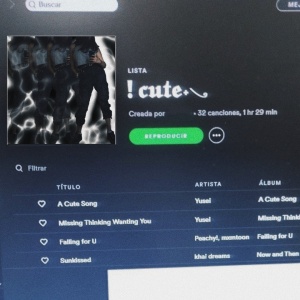 Buscar
LISTA
! cute
Creada por • 32 canciones, 1 hr 29 min
REPRODUCIR
Filtrar
TÍTULO ARTISTA ÁLBUM
A Cute Song Yusei A Cute Song
Missing Thinking Wanting You Yusei Missing Thinki
Falling for U Peachy!, mxmtoon Falling for U
Sunkissed khai dreams Now and Then